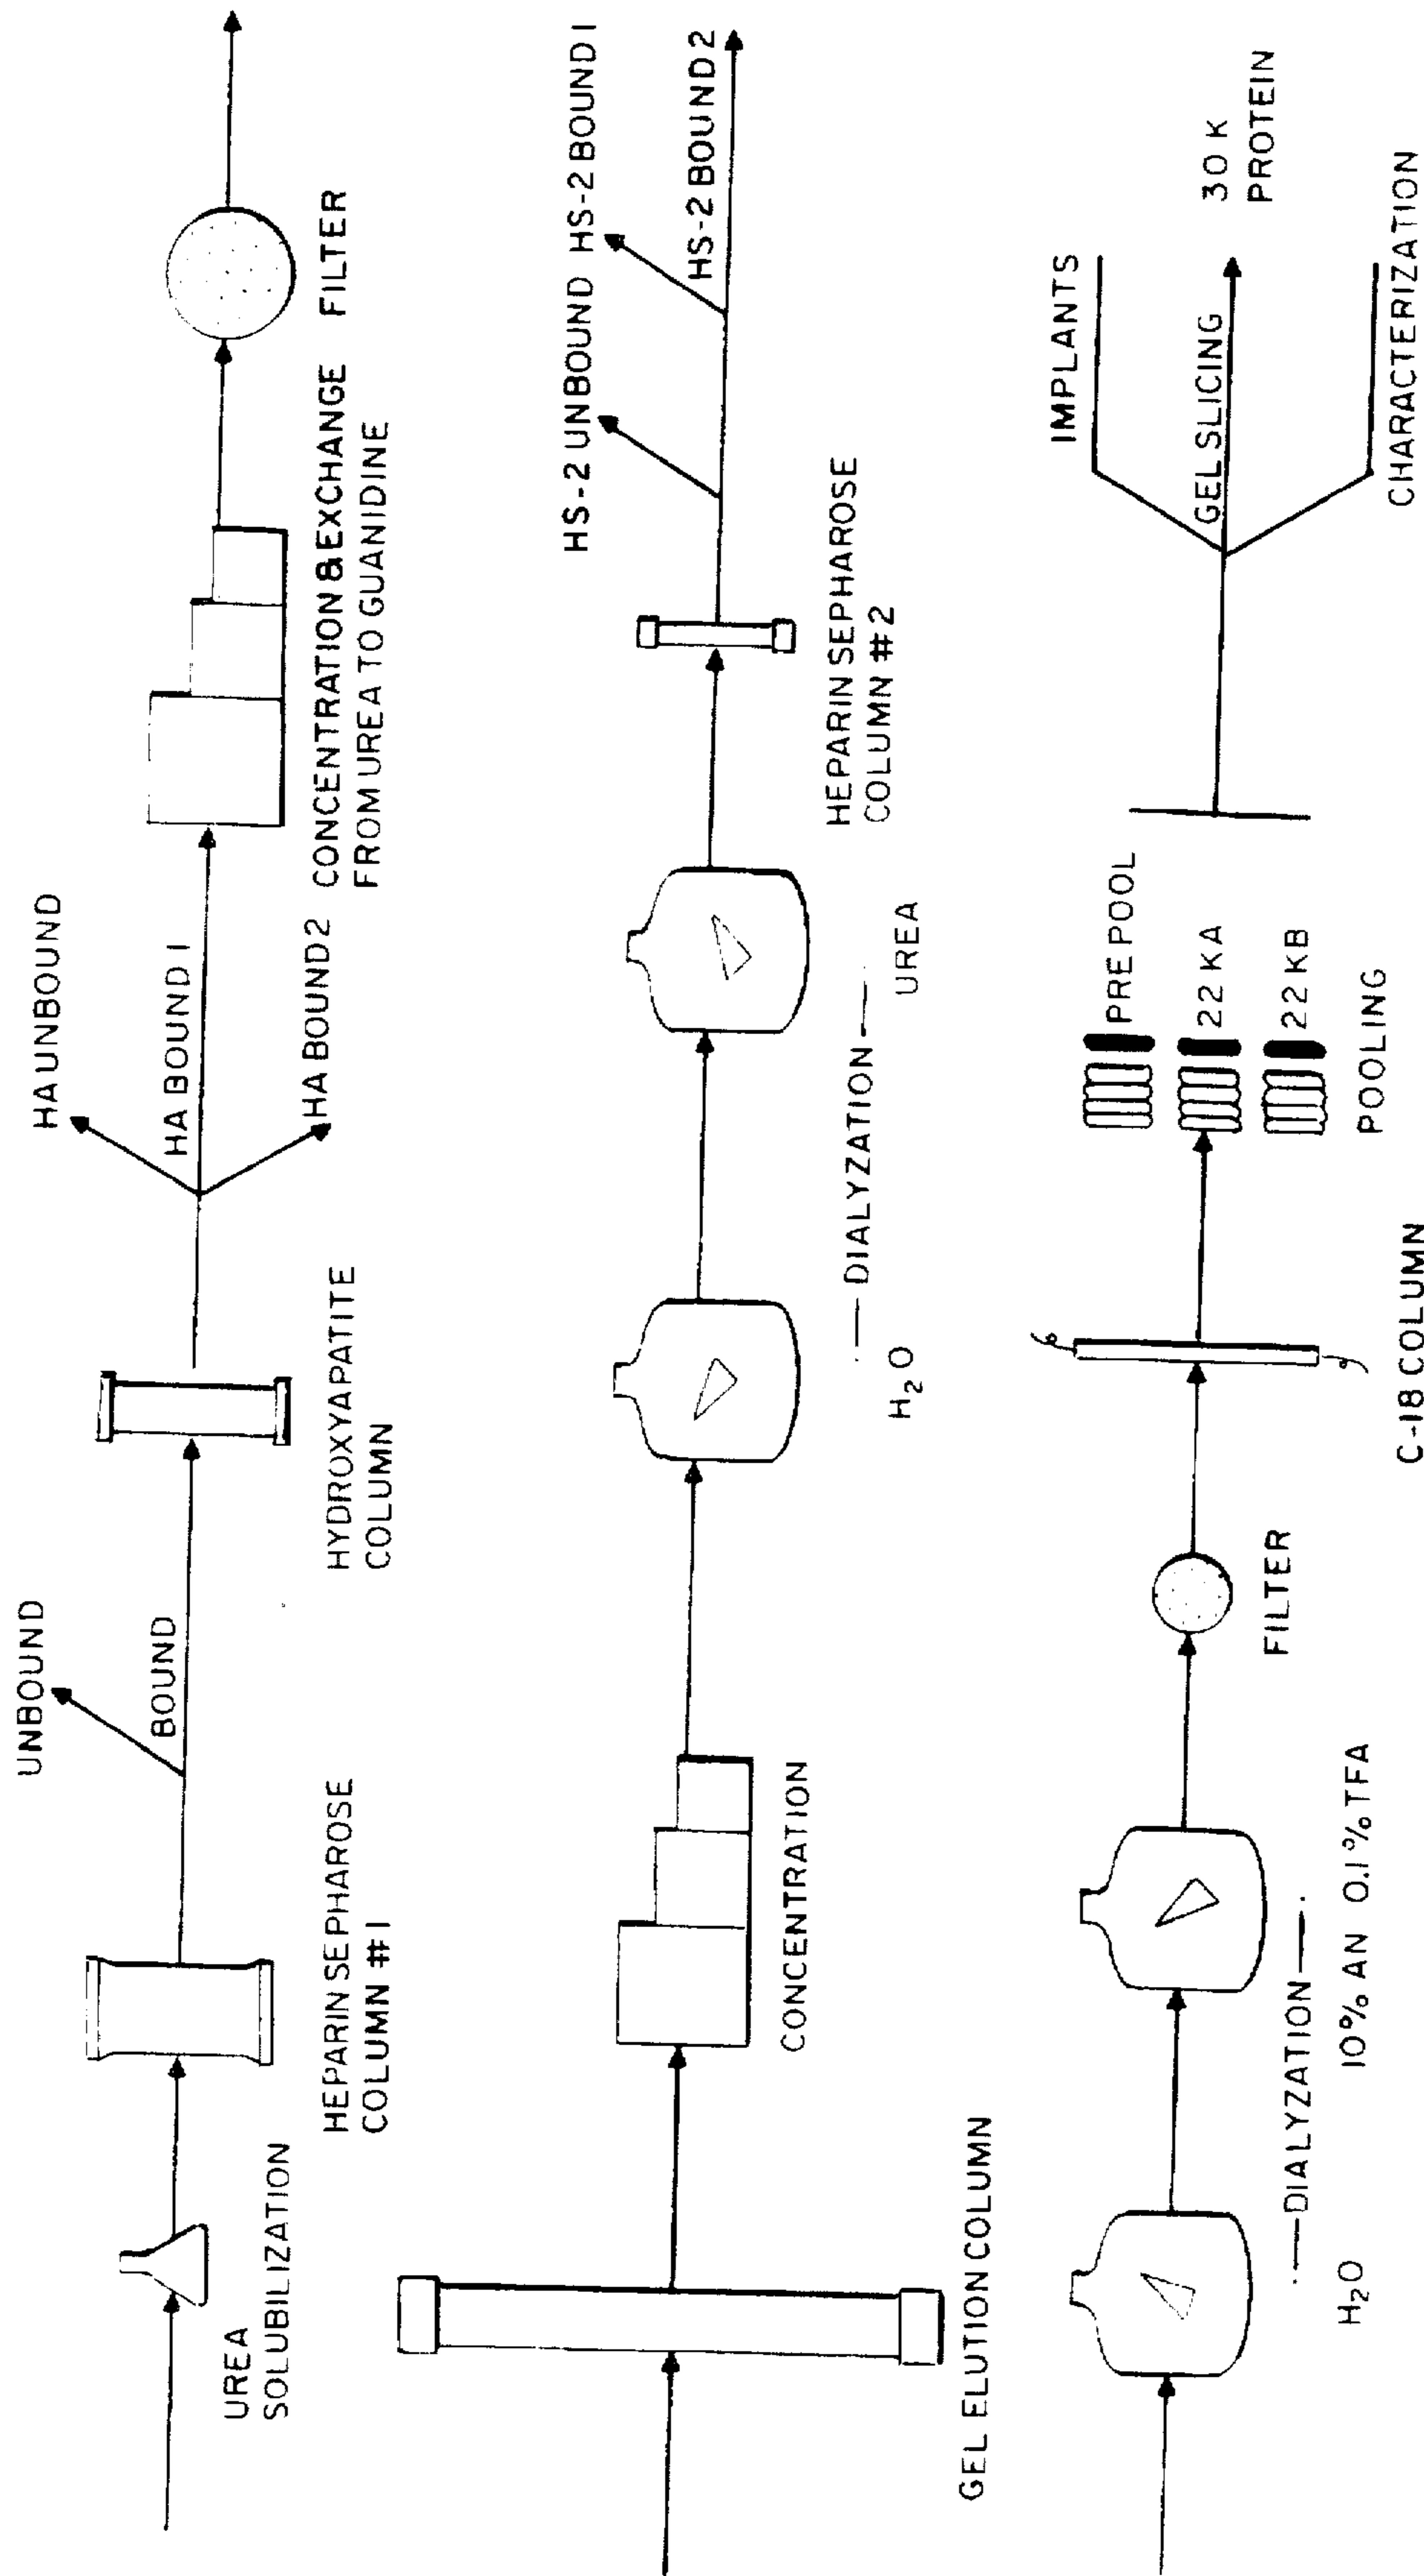 UREA
SOLUBILIZATION
HEPARIN SEPHAROSE
COLUMN #1
UNBOUND
BOUND
HYDROXYAPATITE
COLUMN
HA UNBOUND
HA BOUND 1
HA BOUND 2
CONCENTRATION & EXCHANGE
FROM UREA TO GUANIDINE
FILTER
GEL ELUTION COLUMN
CONCENTRATION
H2O
DIALYZATION
UREA
HEPARIN SEPHAROSE
COLUMN #2
HS-2 UNBOUND
HS-2 BOUND 1
HS-2 BOUND 2
H2O
DIALYZATION
10% AN 0.1% TFA
FILTER
C-18 COLUMN
PREPOOL
22 KA
22 KB
POOLING
IMPLANTS
GEL SLICING
30 K
PROTEIN
CHARACTERIZATION